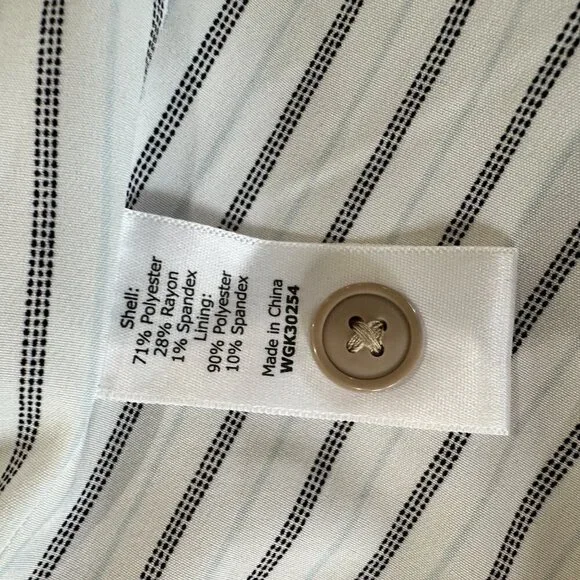 Shell:
71% Polyester
28% Rayon
1% Spandex
Lining:
90% Polyester
10% Spandex
Made in China
WGK30254